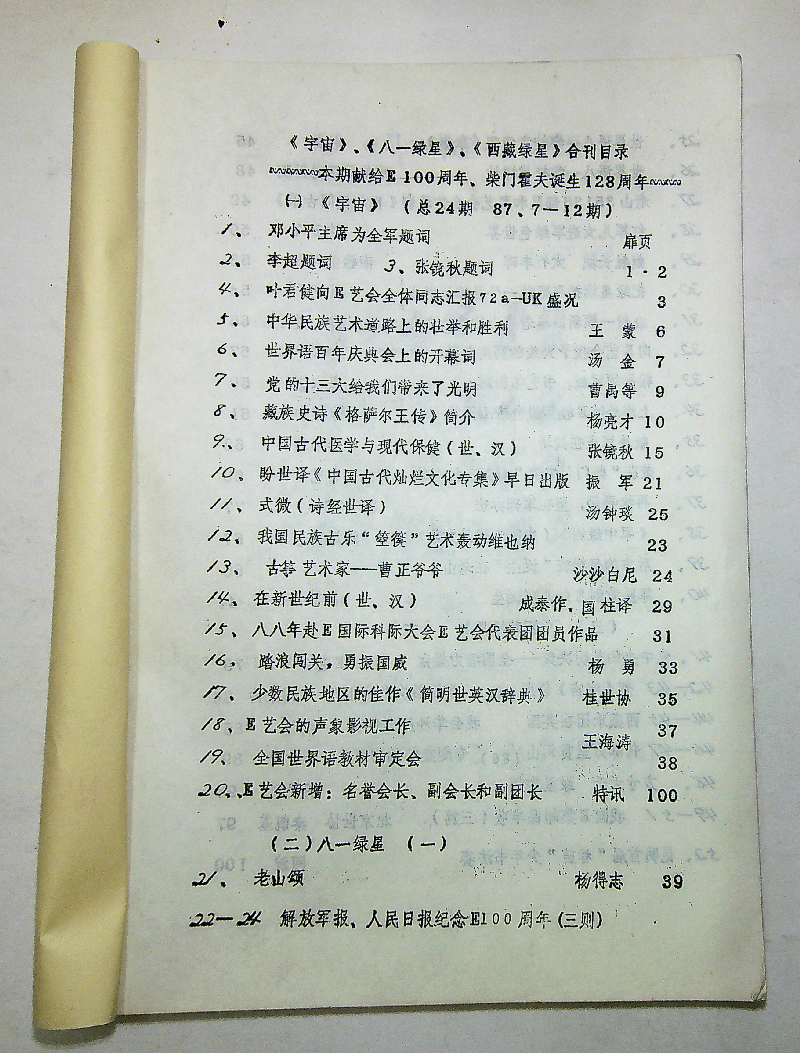 《宇宙》、《八一绿星》、《西藏绿星》合刊目录
本期献给E100周年、柴门霍夫诞生128周年
㈠ 《宇宙》 (总24期 87、7—12期)
1、 邓小平主席为全军题词 扉页
2、 李超题词 3、张镜秋题词 1·2
4、 叶君健向E艺会全体同志汇报72a—UK盛况 3
5、 中华民族艺术道路上的壮举和胜利 王蒙 6
6、 世界语百年庆典会上的开幕词 汤金 7
7、 党的十三大给我们带来了光明 曹禺等 9
8、 藏族史诗《格萨尔王传》简介 杨亮才 10
9、 中国古代医学与现代保健(世、汉) 张镜秋 15
10、 盼世译《中国古代灿烂文化专集》早日出版 振军 21
11、 式微(诗经世译) 汤钟琰 25
12、 我国民族古乐“箜篌”艺术轰动维也纳 23
13、 古筝艺术家——曹正爷爷 沙沙白尼 24
14、 在新世纪前(世、汉) 成泰作，国柱译 29
15、 八八年赴E国际科际大会E艺会代表团团员作品 31
16、 踏浪闯关，勇振国威 杨勇 33
17、 少数民族地区的佳作《简明世英汉辞典》 桂世协 35
18、 E艺会的声象影视工作 37
王海涛
19、 全国世界语教材审定会 38
20、 E艺会新增：名誉会长、副会长和副团长 特讯 100
(二)八一绿星 (一)
21、 老山颂 杨得志 39
22—24 解放军报、人民日报纪念E100周年(三则)